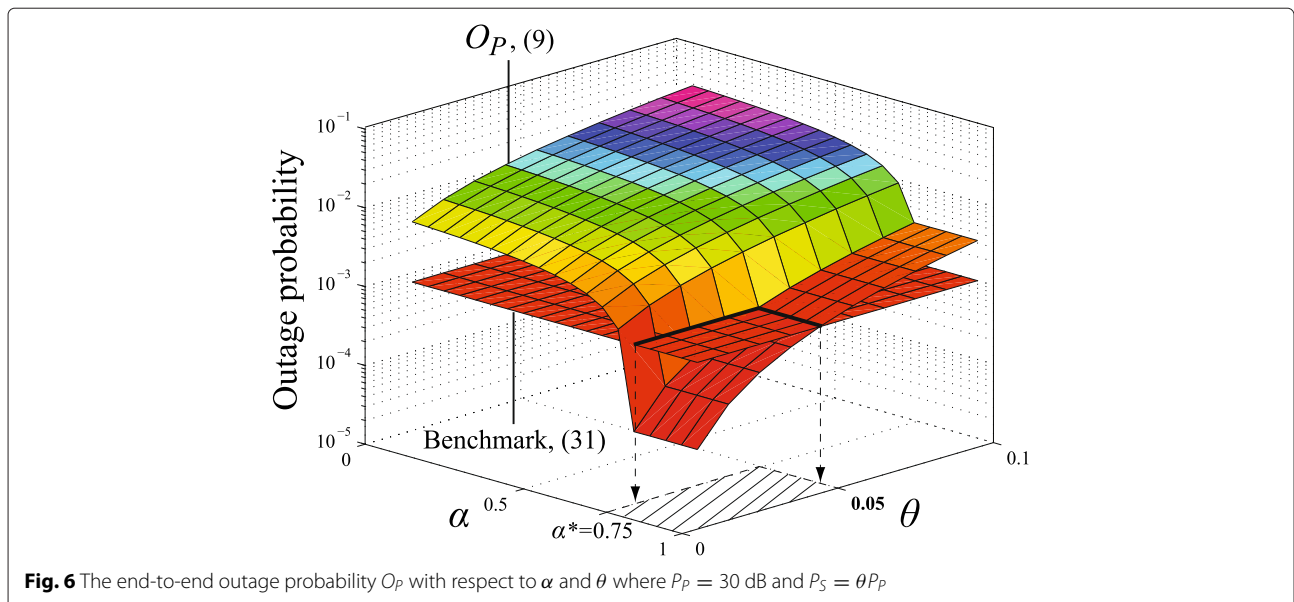 O_P, (9)
10^{-1}
10^{-2}
10^{-3}
10^{-4}
10^{-5}
Outage probability
Benchmark, (31)
0
0.5
α
α*=0.75
1
0
0.05
θ
0.1
Fig. 6 The end-to-end outage probability O_P with respect to α and θ where P_P = 30 dB and P_S = θP_P